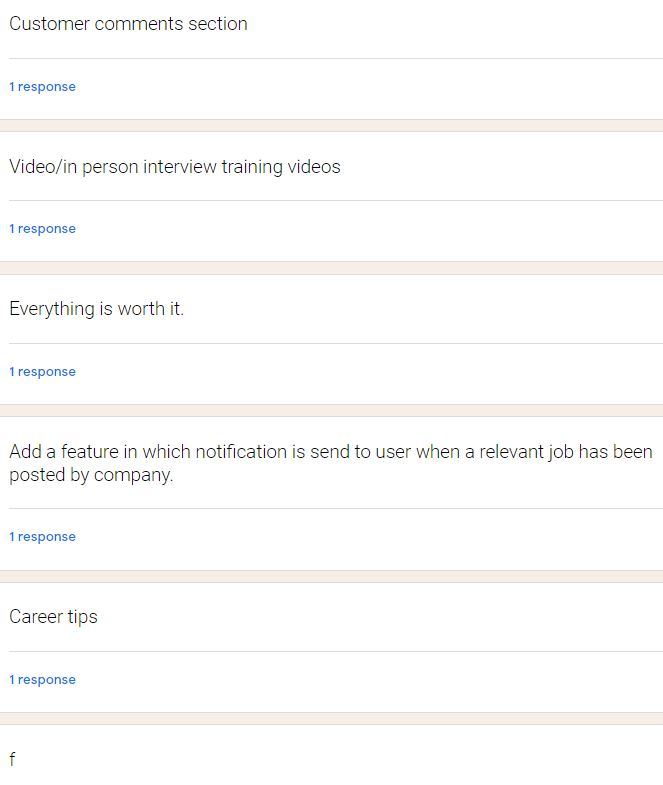 Customer comments section
1 response
Video/in person interview training videos
1 response
Everything is worth it.
1 response
Add a feature in which notification is send to user when a relevant job has been
posted by company.
1 response
Career tips
1 response
f